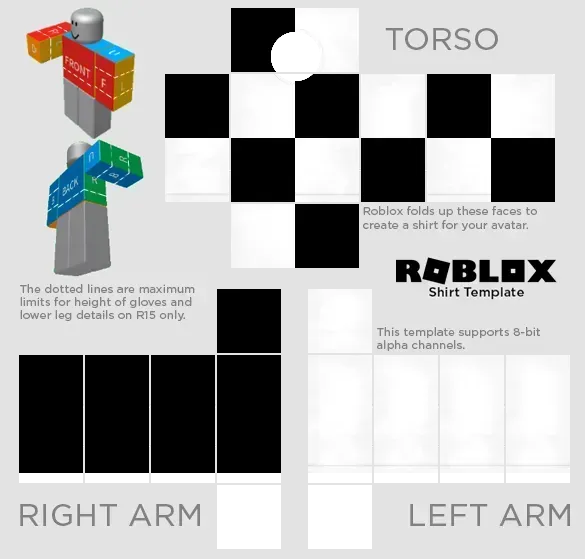 TORSO
FRONT
F
L
U
BACK
R
B
U
Roblox folds up these faces to
create a shirt for your avatar.
ROBLOX
Shirt Template
The dotted lines are maximum
limits for height of gloves and
lower leg details on R15 only.
This template supports 8-bit
alpha channels.
RIGHT ARM
LEFT ARM